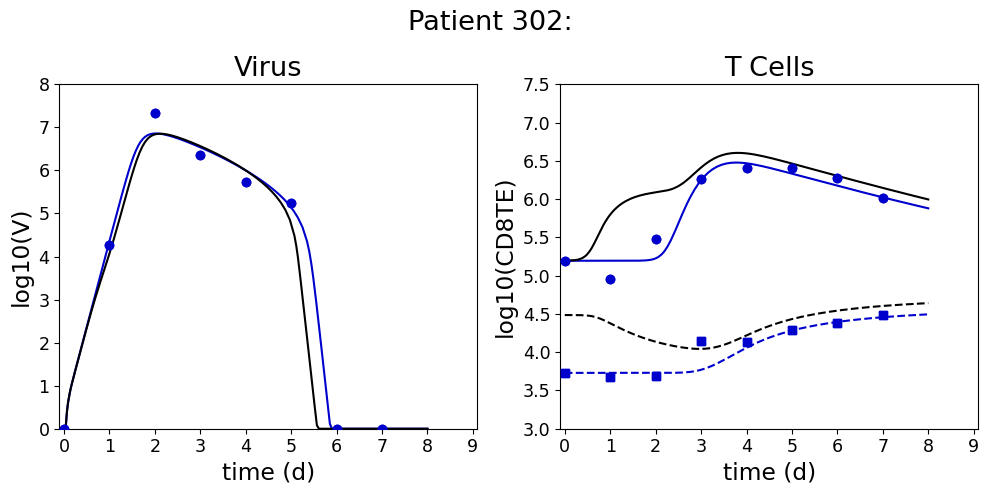 Patient 302:
Virus
8
7
6
5
4
3
2
1
0
log10(V)
0 1 2 3 4 5 6 7 8 9
time (d)
T Cells
7.5
7.0
6.5
6.0
5.5
5.0
4.5
4.0
3.5
3.0
log10(CD8TE)
0 1 2 3 4 5 6 7 8 9
time (d)